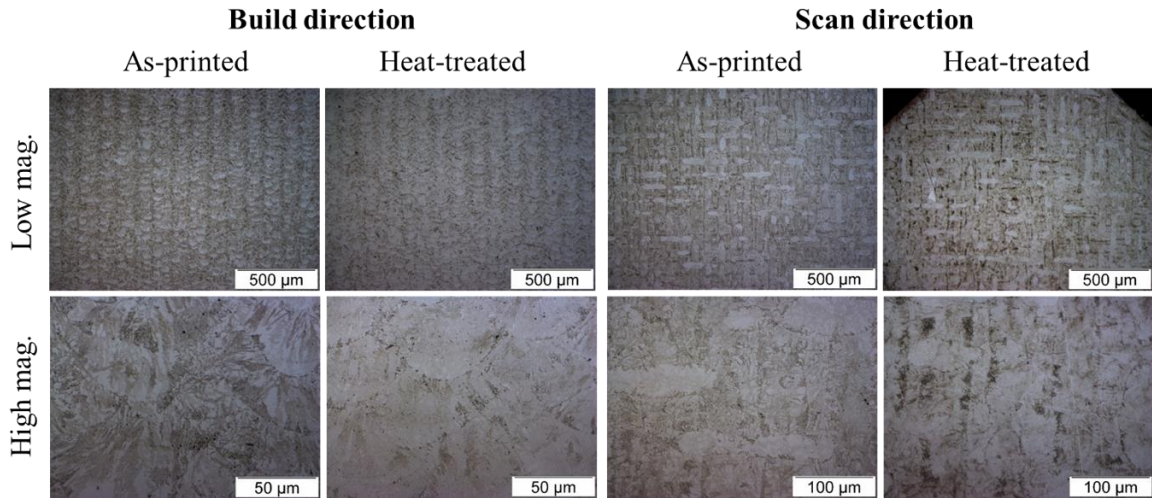 Build direction
Scan direction
As-printed
Heat-treated
As-printed
Heat-treated
Low mag.
500 µm
500 µm
500 µm
500 µm
High mag.
50 µm
50 µm
100 µm
100 µm